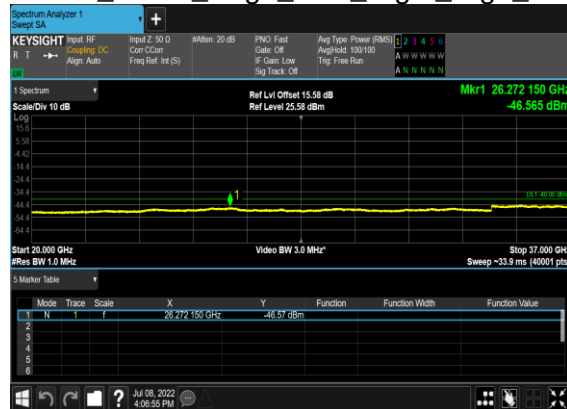 Spectrum Analyzer 1
Swept SA
+
KEYSIGHT Input: RF Input Z: 50 Ω #Atten: 20 dB PNO: Fast Avg Type: Power (RMS) 1 2 3 4 5 6
R T Coupling: DC Corr CCorr Gate: Off Avg|Hold: 100/100 A W W W W W
Align: Auto Freq Ref: Int (S) IF Gain: Low Trig: Free Run A N N N N N
Sig Track: Off
1 Spectrum
Ref Lvl Offset 15.58 dB Mkr1 26.272 150 GHz
Scale/Div 10 dB Ref Level 25.58 dBm -46.565 dBm
Log
15.6
5.58
-4.42
-14.4
-24.4
-34.4 1
DL1 -40.00 dBm
-44.4
-54.4
-64.4
Start 20.000 GHz Video BW 3.0 MHz* Stop 37.000 GHz
#Res BW 1.0 MHz Sweep ~33.9 ms (40001 pts)
5 Marker Table
Mode Trace Scale X Y Function Function Width Function Value
1 N 1 f 26.272 150 GHz -46.57 dBm
2
3
4
5
6
? Jul 08, 2022
4:06:55 PM